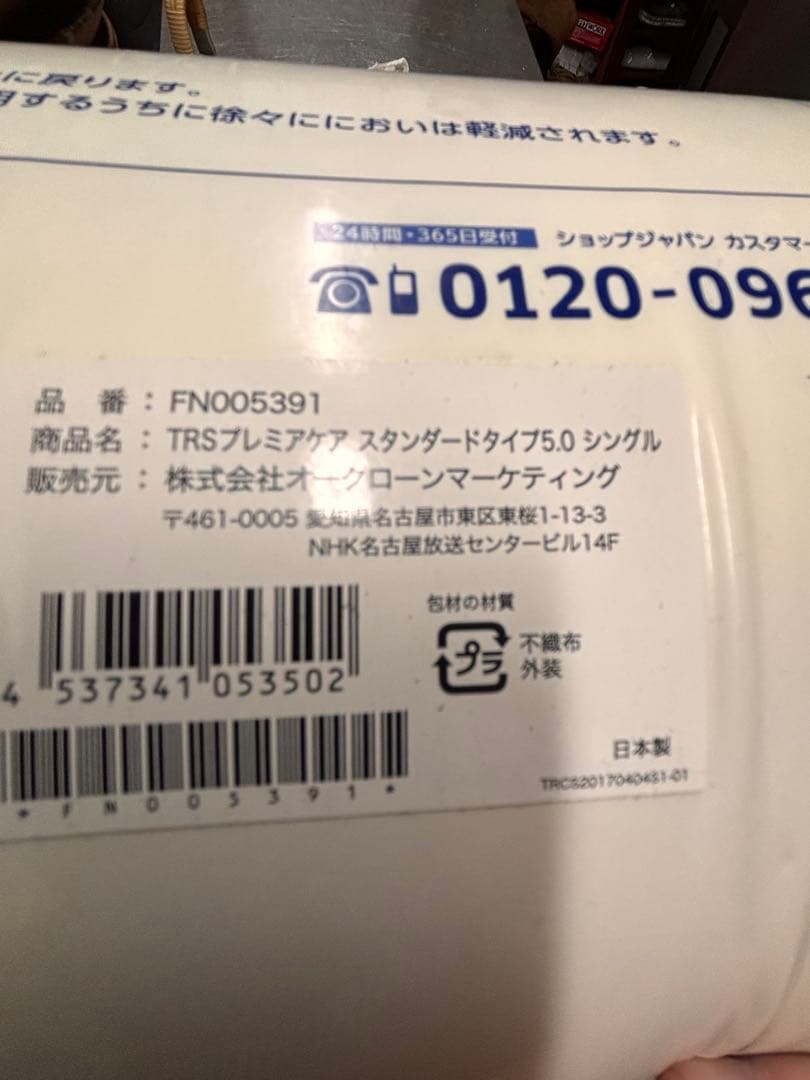 に戻ります。
用するうちに徐々ににおいは軽減されます。
24時間・365日受付 ショップジャパン カスタマー
0120-096
品 番：FN005391
商品名：TRSプレミアケア スタンダードタイプ5.0 シングル
販売元：株式会社オークローンマーケティング
〒461-0005 愛知県名古屋市東区東桜1-13-3
NHK名古屋放送センタービル14F
包材の材質
プラ 不織布
外装
4 537341 053502
*FN005391*
日本製
TRCS20170404S1-01